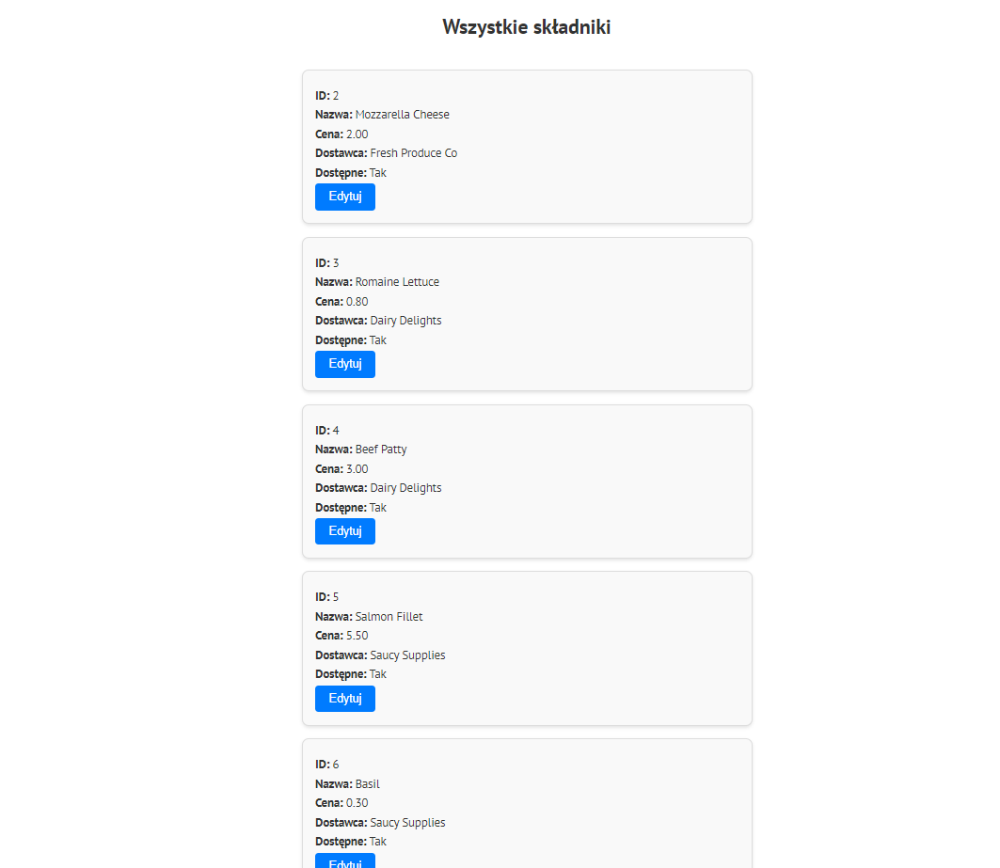 Wszystkie składniki
ID: 2
Nazwa: Mozzarella Cheese
Cena: 2.00
Dostawca: Fresh Produce Co
Dostępne: Tak
Edytuj
ID: 3
Nazwa: Romaine Lettuce
Cena: 0.80
Dostawca: Dairy Delights
Dostępne: Tak
Edytuj
ID: 4
Nazwa: Beef Patty
Cena: 3.00
Dostawca: Dairy Delights
Dostępne: Tak
Edytuj
ID: 5
Nazwa: Salmon Fillet
Cena: 5.50
Dostawca: Saucy Supplies
Dostępne: Tak
Edytuj
ID: 6
Nazwa: Basil
Cena: 0.30
Dostawca: Saucy Supplies
Dostępne: Tak
Edytuj